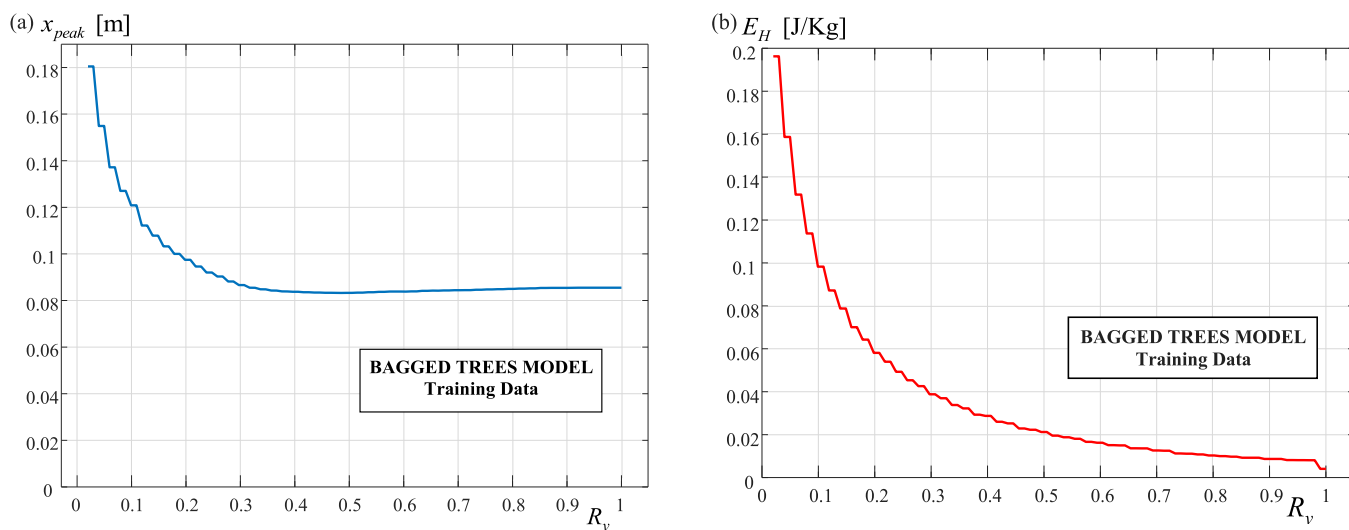 (a) x_peak [m]
0.18
0.16
0.14
0.12
0.1
0.08
0.06
0.04
0.02
0
0 0.1 0.2 0.3 0.4 0.5 0.6 0.7 0.8 0.9 1
R_v
BAGGED TREES MODEL
Training Data
(b) E_H [J/Kg]
0.2
0.18
0.16
0.14
0.12
0.1
0.08
0.06
0.04
0.02
0
0 0.1 0.2 0.3 0.4 0.5 0.6 0.7 0.8 0.9 1
R_v
BAGGED TREES MODEL
Training Data